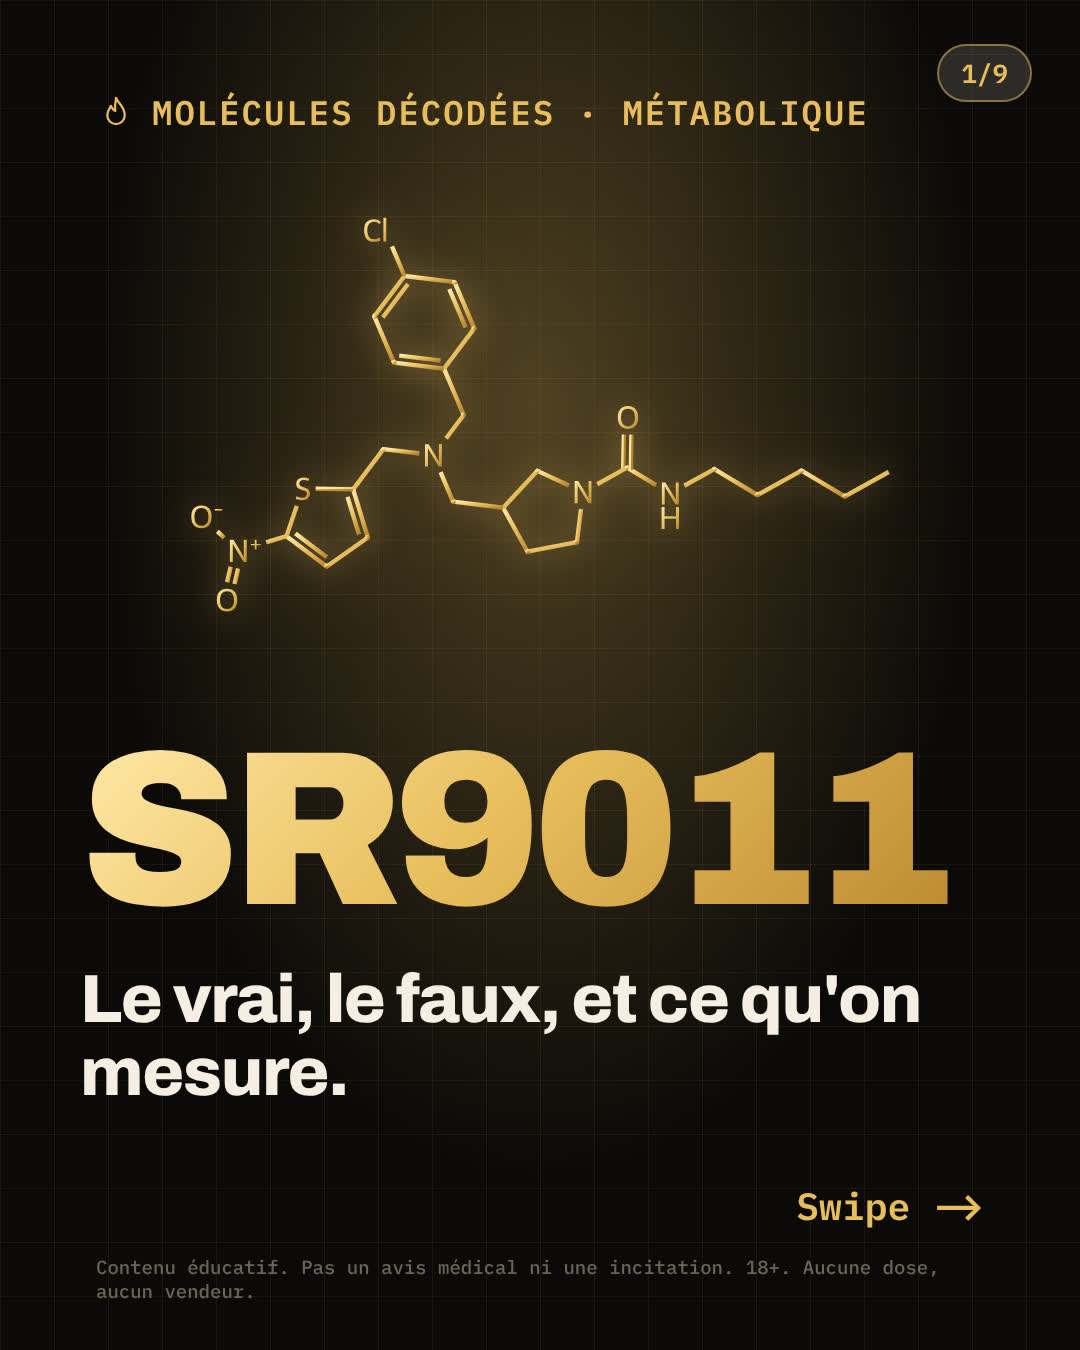 1/9
MOLÉCULES DÉCODÉES · MÉTABOLIQUE
Cl
O
N
N
N
H
S
O⁻
N⁺
O
SR9011
Le vrai, le faux, et ce qu'on
mesure.
Swipe →
Contenu éducatif. Pas un avis médical ni une incitation. 18+. Aucune dose,
aucun vendeur.